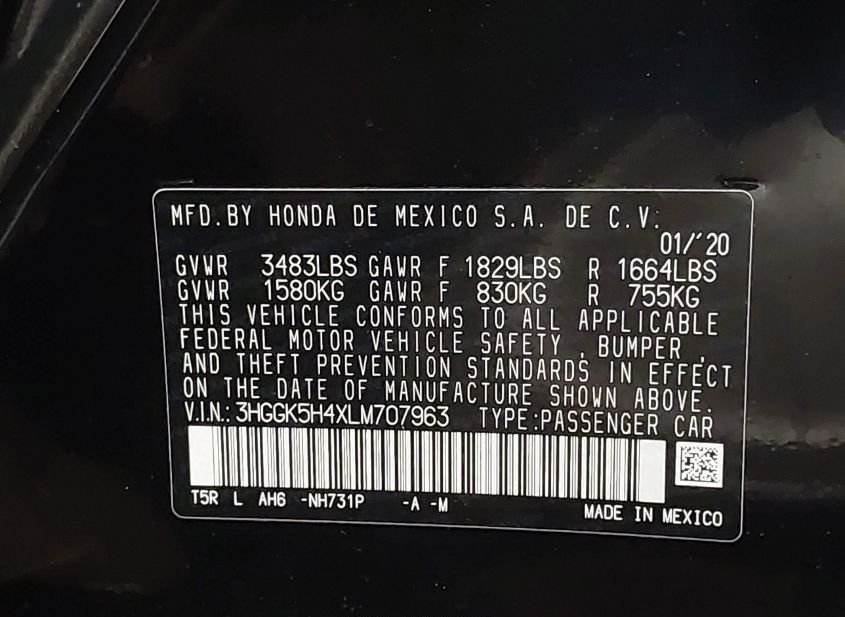 MFD.BY HONDA DE MEXICO S.A. DE C.V.
01/'20
GVWR 3483LBS GAWR F 1829LBS R 1664LBS
GVWR 1580KG GAWR F 830KG R 755KG
THIS VEHICLE CONFORMS TO ALL APPLICABLE
FEDERAL MOTOR VEHICLE SAFETY , BUMPER ,
AND THEFT PREVENTION STANDARDS IN EFFECT
ON THE DATE OF MANUFACTURE SHOWN ABOVE.
V.I.N.: 3HGGK5H4XLM707963 TYPE:PASSENGER CAR
T5R L AH6 -NH731P -A -M
MADE IN MEXICO